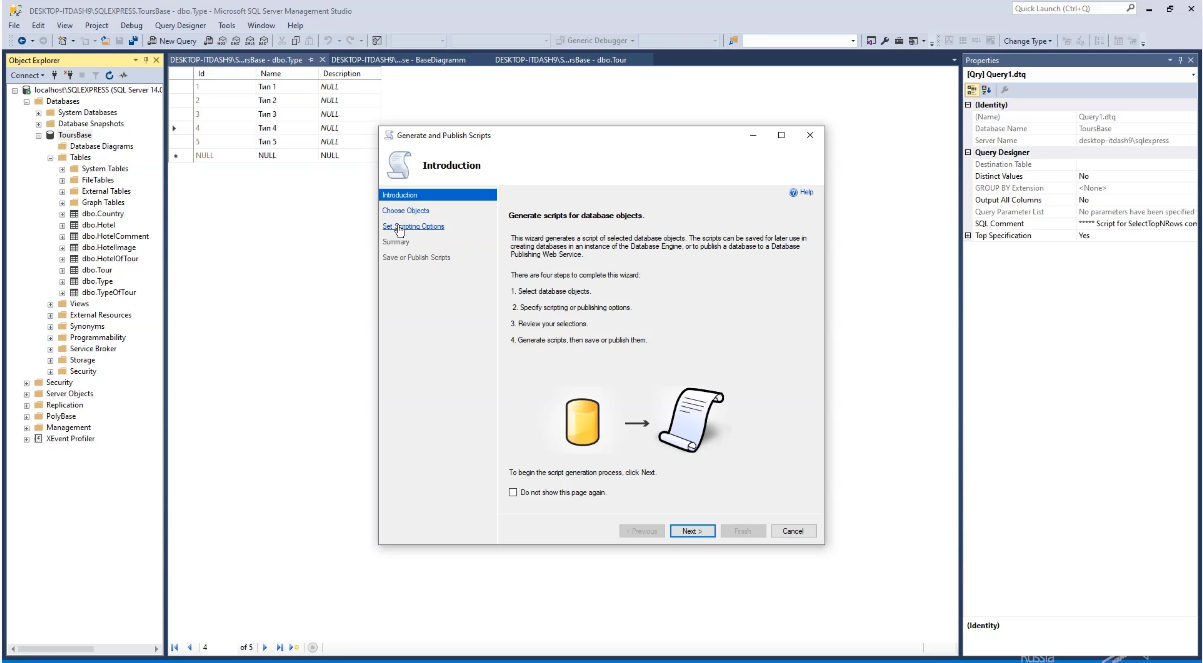 DESKTOP-ITDASH9\SQLEXPRESS.ToursBase - dbo.Type - Microsoft SQL Server Management Studio
Quick Launch (Ctrl+Q)
File Edit View Project Debug Query Designer Tools Window Help
New Query
Generic Debugger
Change Type
Object Explorer
Connect
localhost\SQLEXPRESS (SQL Server 14.0
Databases
System Databases
Database Snapshots
ToursBase
Database Diagrams
Tables
System Tables
FileTables
External Tables
Graph Tables
dbo.Country
dbo.Hotel
dbo.HotelComment
dbo.HotelImage
dbo.HotelOfTour
dbo.Tour
dbo.Type
dbo.TypeOfTour
Views
External Resources
Synonyms
Programmability
Service Broker
Storage
Security
Security
Server Objects
Replication
PolyBase
Management
XEvent Profiler
DESKTOP-ITDASH9\S...rsBase - dbo.Type
DESKTOP-ITDASH9\...se - BaseDiagramm
DESKTOP-ITDASH9\S...rsBase - dbo.Tour
Id Name Description
1 Тип 1 NULL
2 Тип 2 NULL
3 Тип 3 NULL
4 Тип 4 NULL
5 Тип 5 NULL
NULL NULL NULL
4 of 5
Generate and Publish Scripts
Introduction
Introduction
Choose Objects
Set Scripting Options
Summary
Save or Publish Scripts
Help
Generate scripts for database objects.
This wizard generates a script of selected database objects. The scripts can be saved for later use in
creating databases in an instance of the Database Engine, or to publish a database to a Database
Publishing Web Service.
There are four steps to complete this wizard:
1. Select database objects.
2. Specify scripting or publishing options.
3. Review your selections.
4. Generate scripts, then save or publish them.
To begin the script generation process, click Next.
Do not show this page again.
< Previous
Next >
Finish
Cancel
Properties
[Qry] Query1.dtq
(Identity)
(Name) Query1.dtq
Database Name ToursBase
Server Name desktop-itdash9\sqlexpress
Query Designer
Destination Table
Distinct Values No
GROUP BY Extension <None>
Output All Columns No
Query Parameter List No parameters have been specified
SQL Comment ***** Script for SelectTopNRows com
Top Specification Yes
(Identity)
Russia